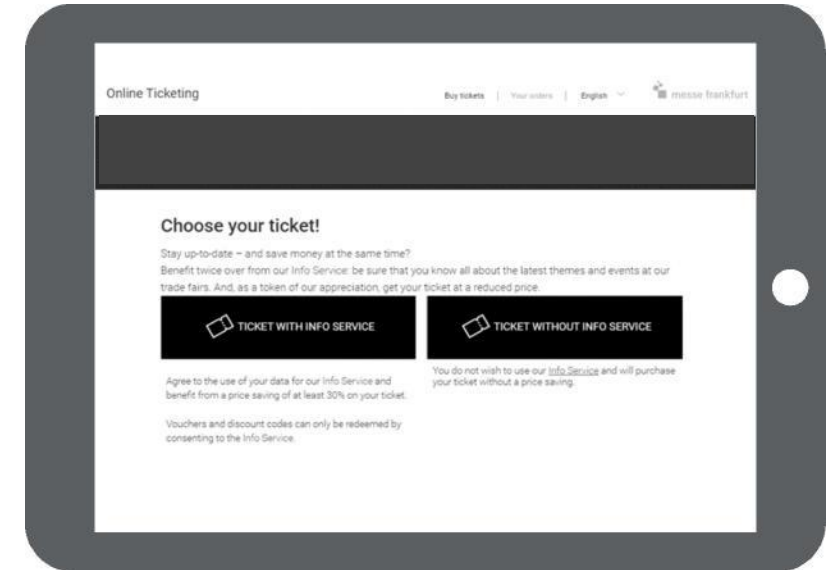 Online Ticketing
Buy tickets | Your orders | English
messe frankfurt
Choose your ticket!
Stay up-to-date – and save money at the same time?
Benefit twice over from our Info Service: be sure that you know all about the latest themes and events at our
trade fairs. And, as a token of our appreciation, get your ticket at a reduced price.
TICKET WITH INFO SERVICE
Agree to the use of your data for our Info Service and
benefit from a price saving of at least 30% on your ticket.
Vouchers and discount codes can only be redeemed by
consenting to the Info Service.
TICKET WITHOUT INFO SERVICE
You do not wish to use our Info Service and will purchase
your ticket without a price saving.